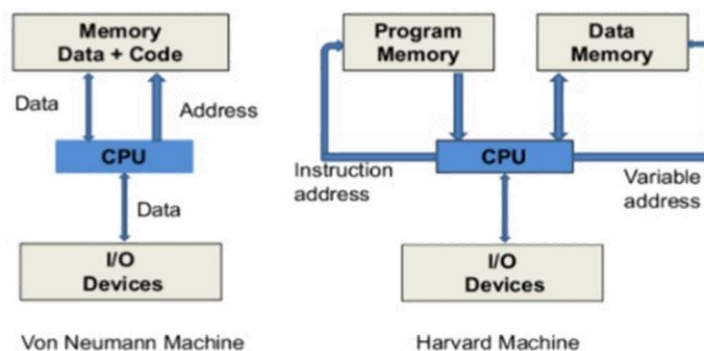 Memory
Data + Code
Data
Address
CPU
Data
I/O
Devices
Von Neumann Machine
Program
Memory
Data
Memory
CPU
Instruction
address
Variable
address
I/O
Devices
Harvard Machine